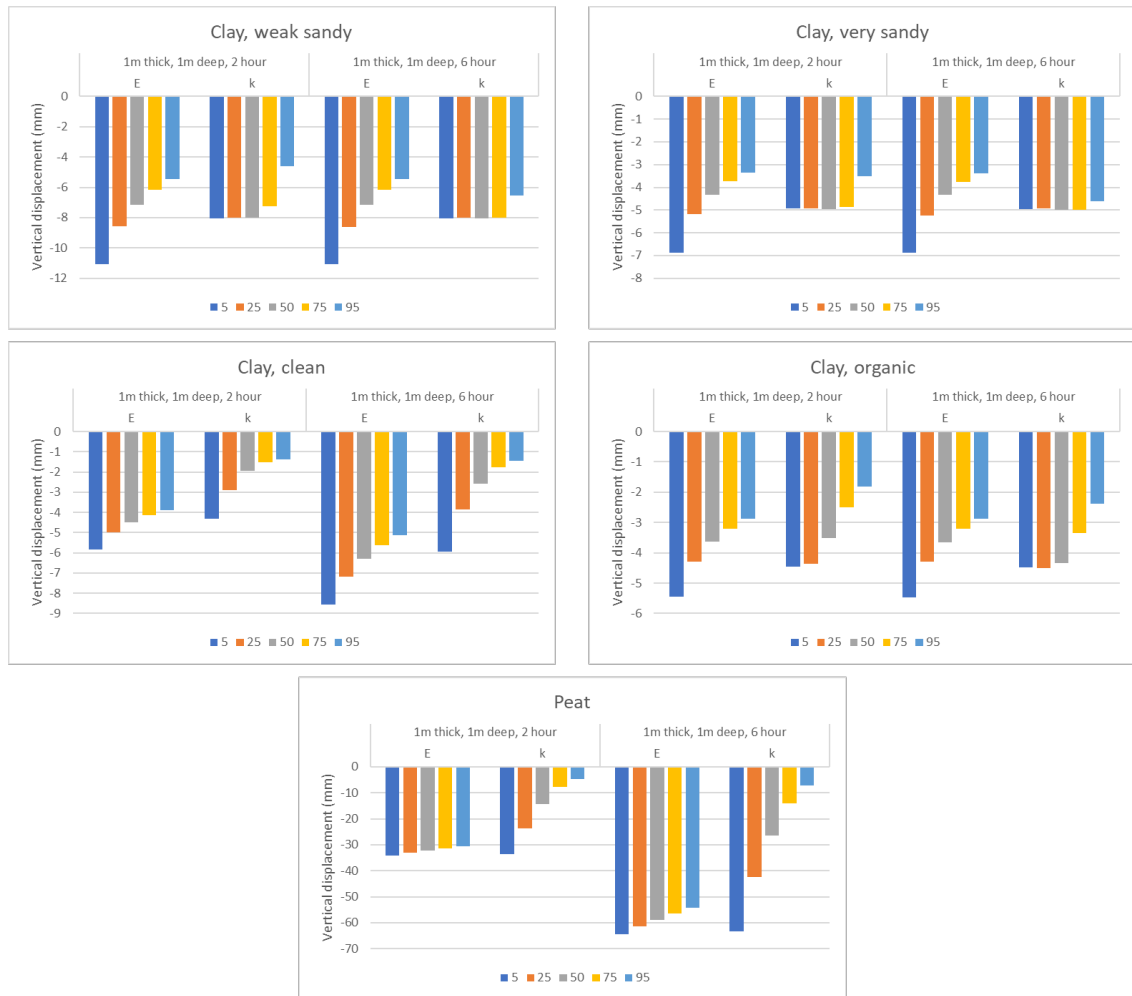 Clay, weak sandy
1m thick, 1m deep, 2 hour 1m thick, 1m deep, 6 hour
E k E k
Vertical displacement (mm)
0
-2
-4
-6
-8
-10
-12
5 25 50 75 95
Clay, very sandy
1m thick, 1m deep, 2 hour 1m thick, 1m deep, 6 hour
E k E k
Vertical displacement (mm)
0
-1
-2
-3
-4
-5
-6
-7
-8
5 25 50 75 95
Clay, clean
1m thick, 1m deep, 2 hour 1m thick, 1m deep, 6 hour
E k E k
Vertical displacement (mm)
0
-1
-2
-3
-4
-5
-6
-7
-8
-9
5 25 50 75 95
Clay, organic
1m thick, 1m deep, 2 hour 1m thick, 1m deep, 6 hour
E k E k
Vertical displacement (mm)
0
-1
-2
-3
-4
-5
-6
5 25 50 75 95
Peat
1m thick, 1m deep, 2 hour 1m thick, 1m deep, 6 hour
E k E k
Vertical displacement (mm)
0
-10
-20
-30
-40
-50
-60
-70
5 25 50 75 95